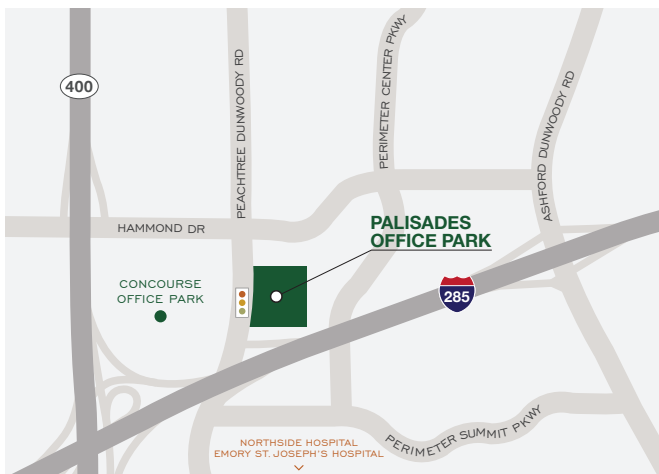 400
PEACHTREE DUNWOODY RD
PERIMETER CENTER PKWY
ASHFORD DUNWOODY RD
HAMMOND DR
PALISADES
OFFICE PARK
CONCOURSE
OFFICE PARK
285
PERIMETER SUMMIT PKWY
NORTHSIDE HOSPITAL
EMORY ST. JOSEPH'S HOSPITAL